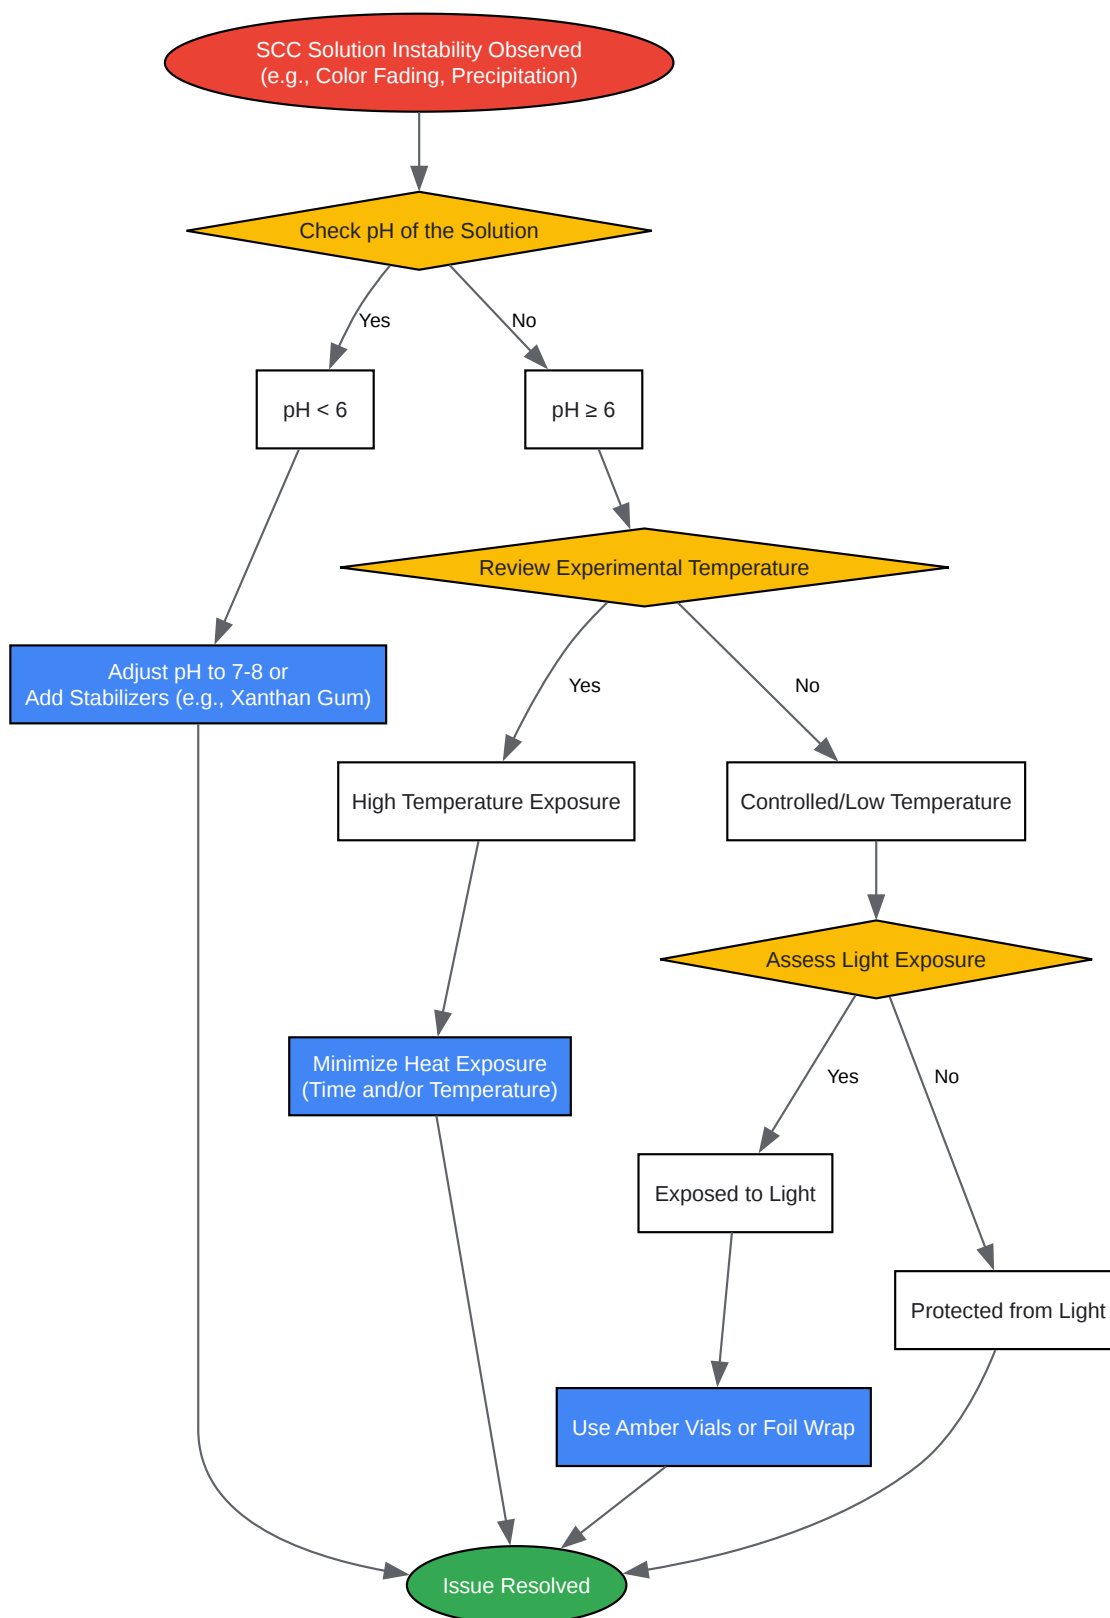 SCC Solution Instability Observed
(e.g., Color Fading, Precipitation)
Check pH of the Solution
Yes
No
pH < 6
pH ≥ 6
Review Experimental Temperature
Adjust pH to 7-8 or
Add Stabilizers (e.g., Xanthan Gum)
Yes
No
High Temperature Exposure
Controlled/Low Temperature
Assess Light Exposure
Minimize Heat Exposure
(Time and/or Temperature)
Yes
No
Exposed to Light
Protected from Light
Use Amber Vials or Foil Wrap
Issue Resolved